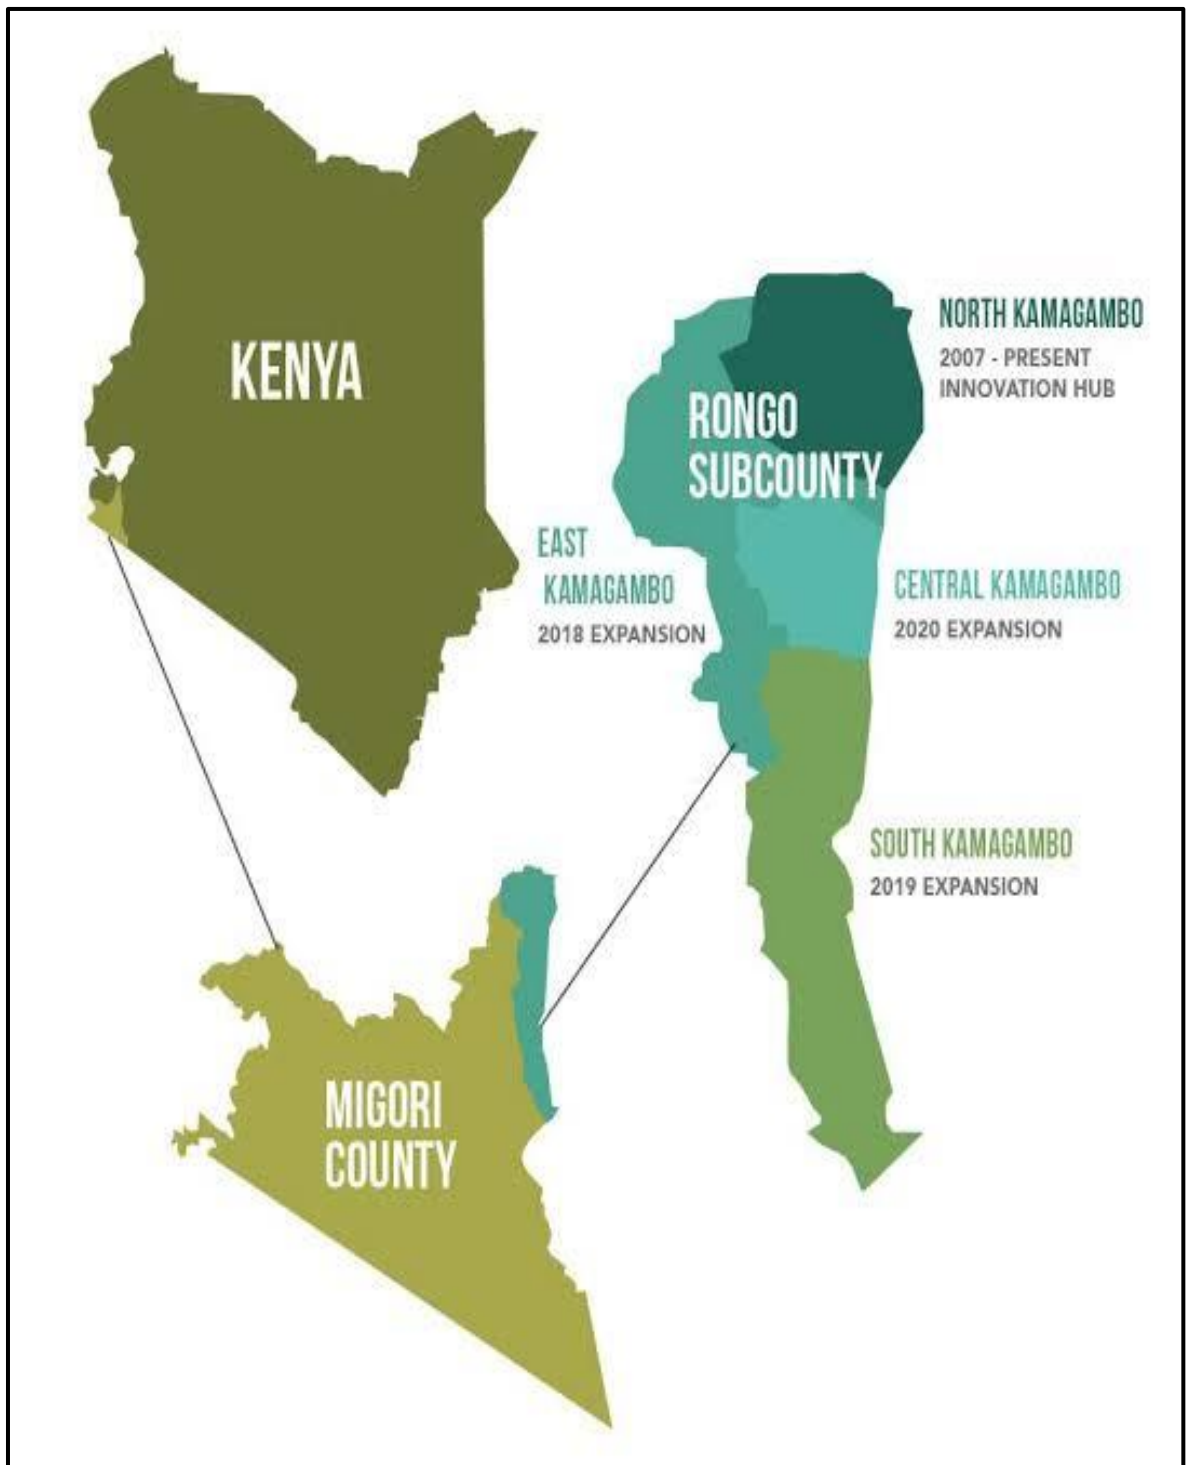 KENYA
NORTH KAMAGAMBO
2007 - PRESENT
INNOVATION HUB
RONGO
SUBCOUNTY
EAST
KAMAGAMBO
2018 EXPANSION
CENTRAL KAMAGAMBO
2020 EXPANSION
SOUTH KAMAGAMBO
2019 EXPANSION
MIGORI
COUNTY